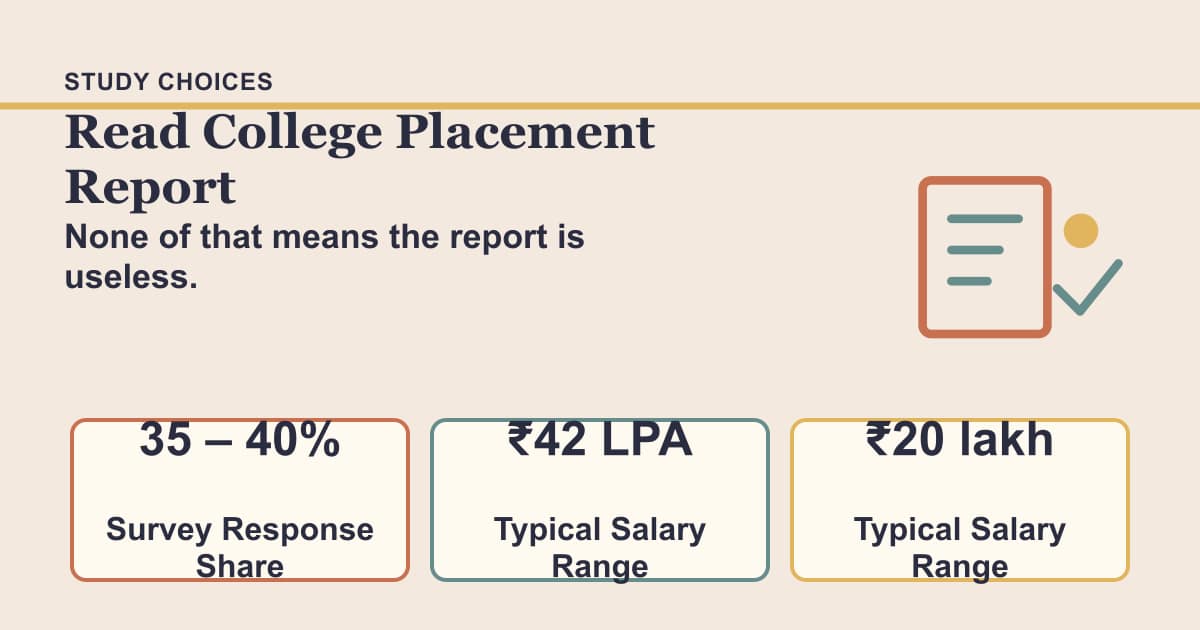 STUDY CHOICES
Read College Placement
Report
None of that means the report is
useless.
35 – 40%
Survey Response
Share
₹42 LPA
Typical Salary
Range
₹20 lakh
Typical Salary
Range